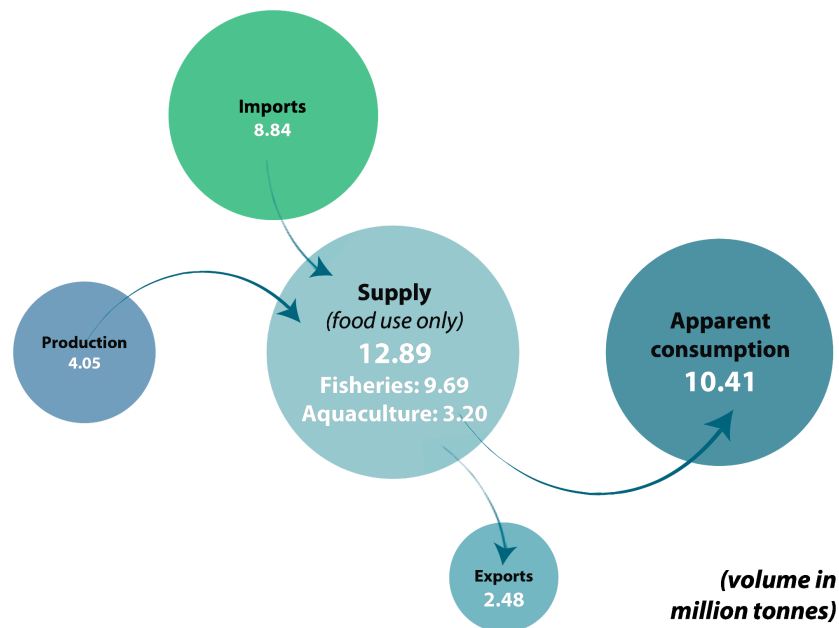 Imports
8.84
Supply
(food use only)
12.89
Fisheries: 9.69
Aquaculture: 3.20
Production
4.05
Apparent
consumption
10.41
Exports
2.48
(volume in
million tonnes)